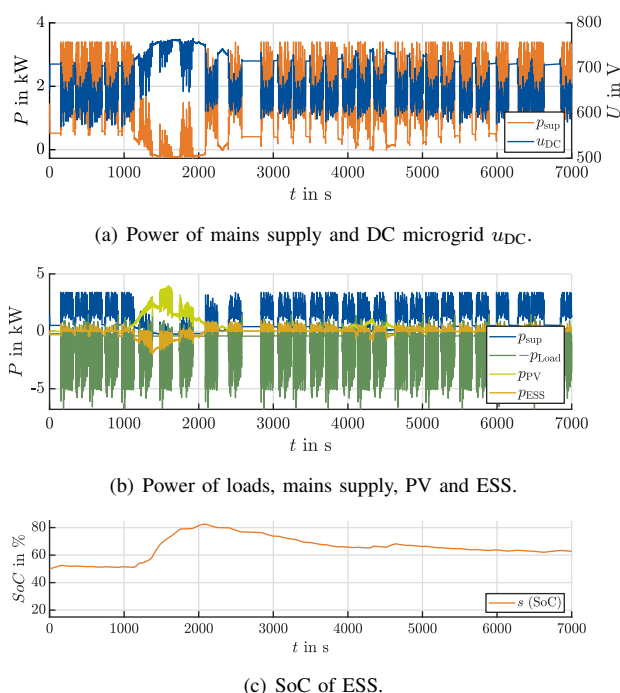 4
2
0
P in kW
800
700
600
500
U in V
p_sup
u_DC
0 1000 2000 3000 4000 5000 6000 7000
t in s
(a) Power of mains supply and DC microgrid u_DC.
5
0
-5
P in kW
p_sup
−p_Load
p_PV
p_ESS
0 1000 2000 3000 4000 5000 6000 7000
t in s
(b) Power of loads, mains supply, PV and ESS.
80
60
40
20
SoC in %
s (SoC)
0 1000 2000 3000 4000 5000 6000 7000
t in s
(c) SoC of ESS.